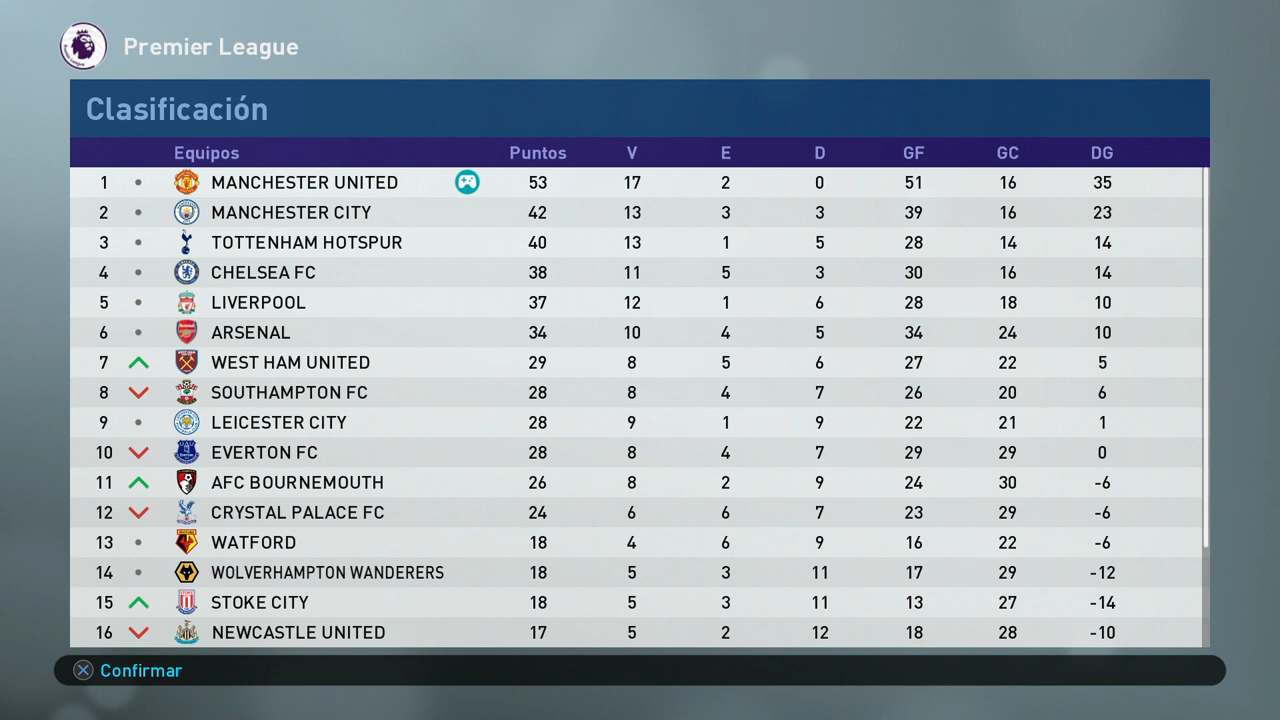 Premier League
Clasificación
Equipos Puntos V E D GF GC DG
1 MANCHESTER UNITED 53 17 2 0 51 16 35
2 MANCHESTER CITY 42 13 3 3 39 16 23
3 TOTTENHAM HOTSPUR 40 13 1 5 28 14 14
4 CHELSEA FC 38 11 5 3 30 16 14
5 LIVERPOOL 37 12 1 6 28 18 10
6 ARSENAL 34 10 4 5 34 24 10
7 WEST HAM UNITED 29 8 5 6 27 22 5
8 SOUTHAMPTON FC 28 8 4 7 26 20 6
9 LEICESTER CITY 28 9 1 9 22 21 1
10 EVERTON FC 28 8 4 7 29 29 0
11 AFC BOURNEMOUTH 26 8 2 9 24 30 -6
12 CRYSTAL PALACE FC 24 6 6 7 23 29 -6
13 WATFORD 18 4 6 9 16 22 -6
14 WOLVERHAMPTON WANDERERS 18 5 3 11 17 29 -12
15 STOKE CITY 18 5 3 11 13 27 -14
16 NEWCASTLE UNITED 17 5 2 12 18 28 -10
Confirmar